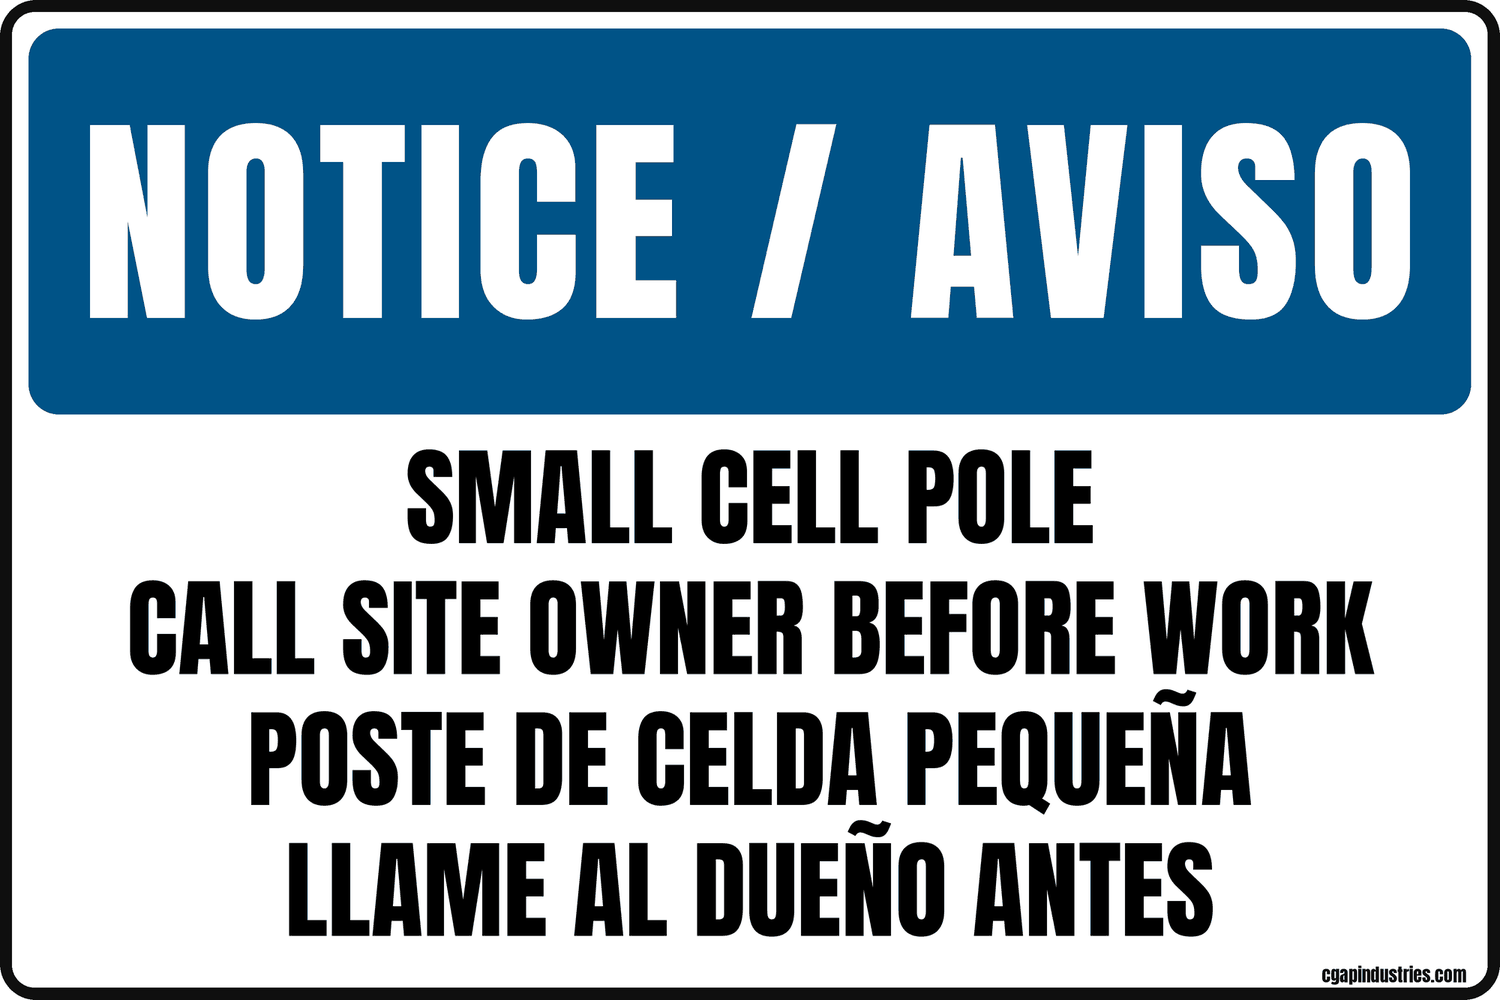 NOTICE / AVISO
SMALL CELL POLE
CALL SITE OWNER BEFORE WORK
POSTE DE CELDA PEQUEÑA
LLAME AL DUEÑO ANTES
cgapindustries.com